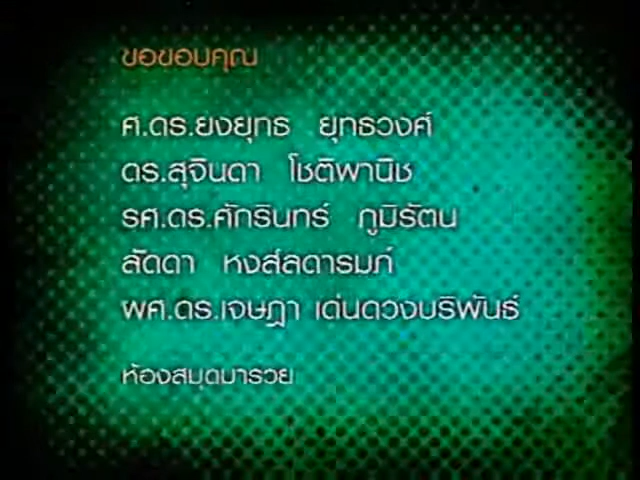 ขอขอบคุณ
ศ.ดร.ยงยุทธ ยุทธวงศ์
ดร.สุจินดา โชติพานิช
รศ.ดร.ศักรินทร์ ภูมิรัตน
ลัดดา หงส์ลดารมภ์
ผศ.ดร.เจษฎา เด่นดวงบริพันธ์
ห้องสมุดมารวย